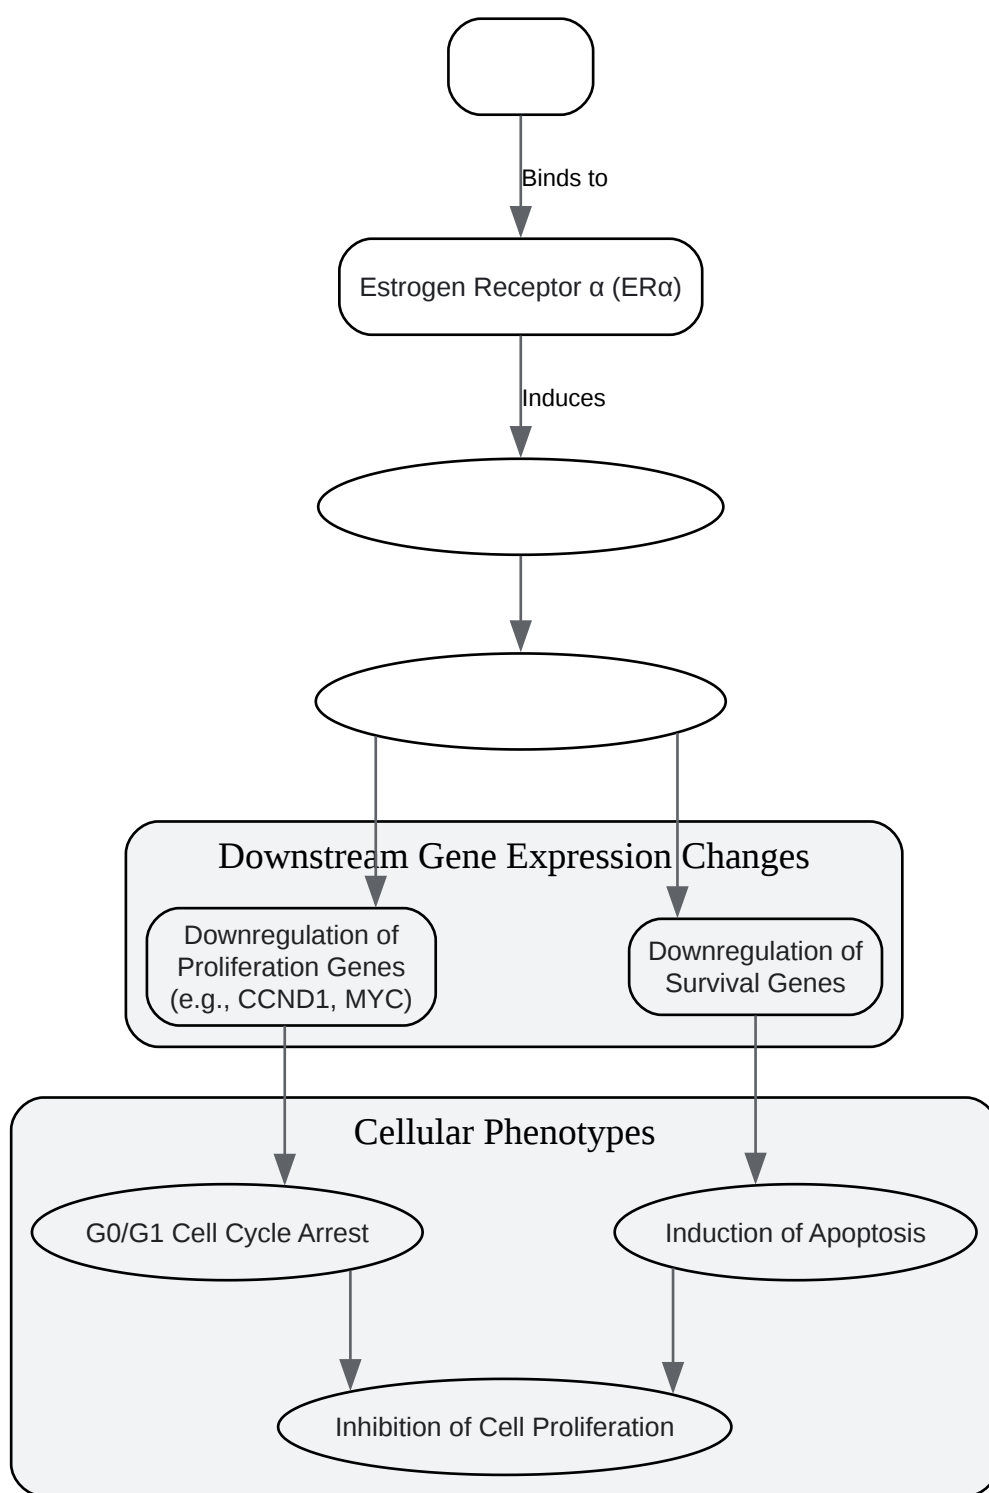 Binds to
Estrogen Receptor α (ERα)
Induces
Downstream Gene Expression Changes
Downregulation of
Proliferation Genes
(e.g., CCND1, MYC)
Downregulation of
Survival Genes
Cellular Phenotypes
G0/G1 Cell Cycle Arrest
Induction of Apoptosis
Inhibition of Cell Proliferation